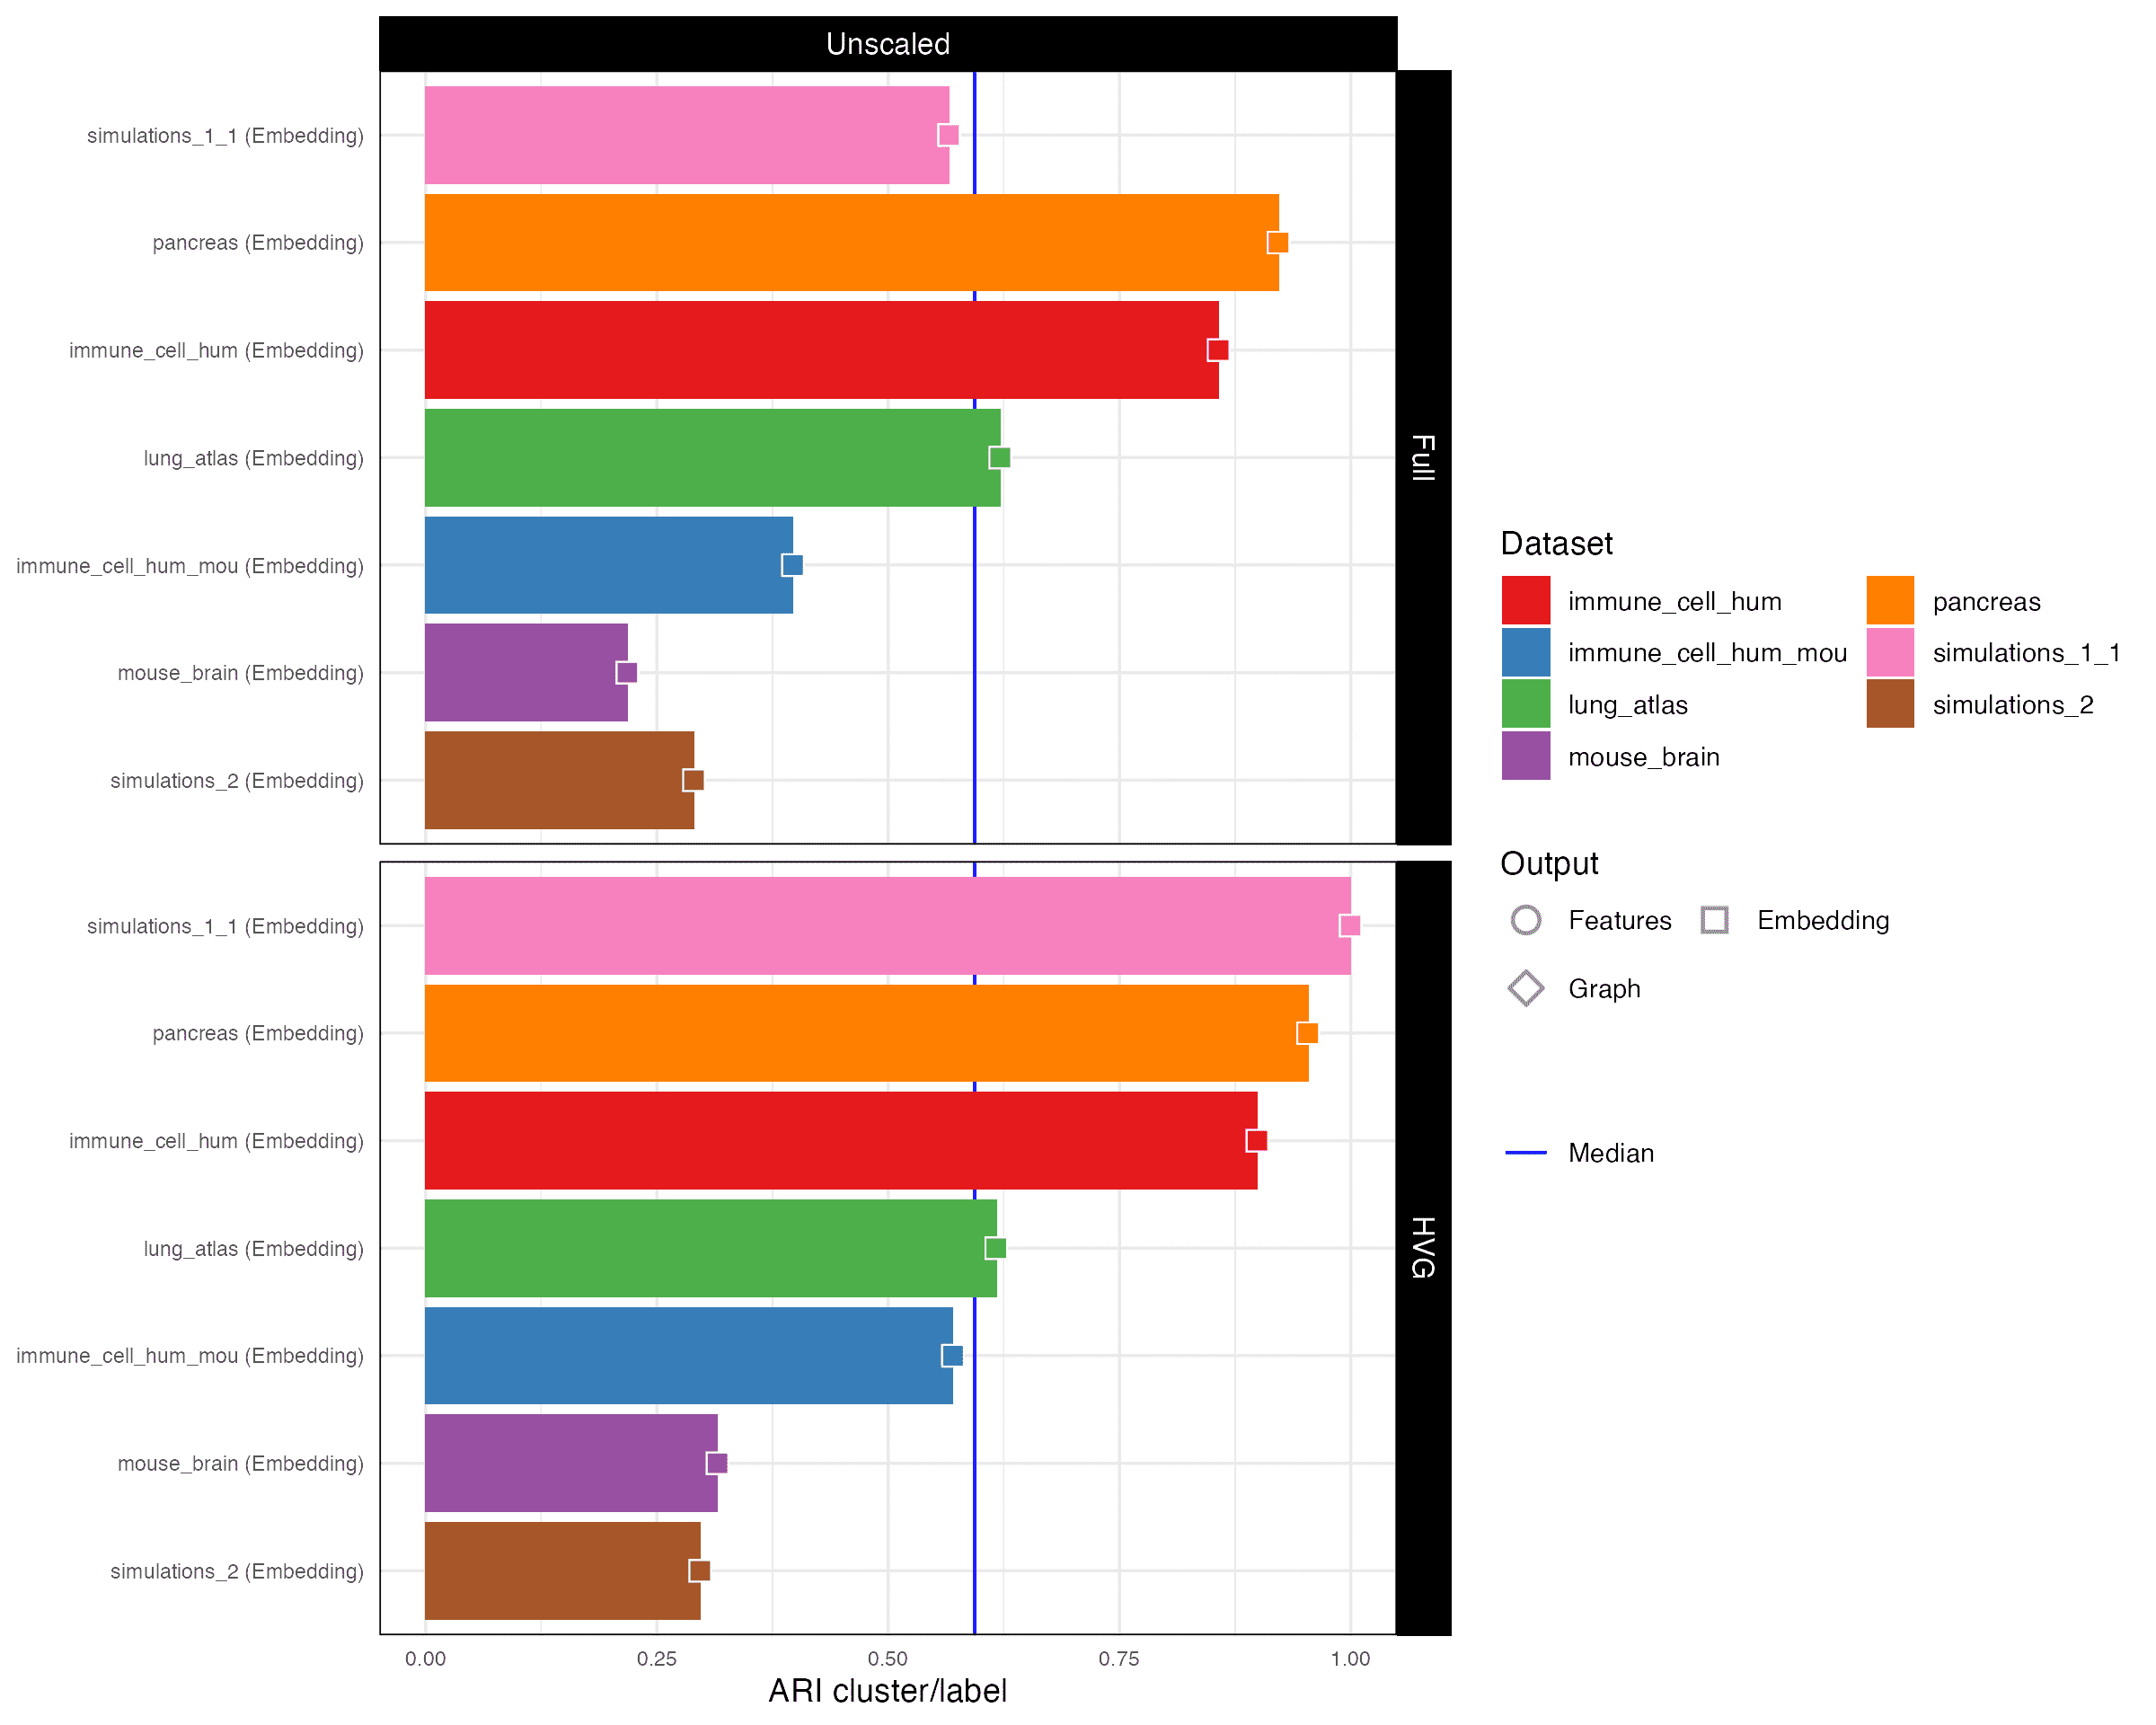 Unscaled
simulations_1_1 (Embedding)
pancreas (Embedding)
immune_cell_hum (Embedding)
lung_atlas (Embedding)
immune_cell_hum_mou (Embedding)
mouse_brain (Embedding)
simulations_2 (Embedding)
Full
simulations_1_1 (Embedding)
pancreas (Embedding)
immune_cell_hum (Embedding)
lung_atlas (Embedding)
immune_cell_hum_mou (Embedding)
mouse_brain (Embedding)
simulations_2 (Embedding)
HVG
0.00 0.25 0.50 0.75 1.00
ARI cluster/label
Dataset
immune_cell_hum pancreas
immune_cell_hum_mou simulations_1_1
lung_atlas simulations_2
mouse_brain
Output
Features Embedding
Graph
Median